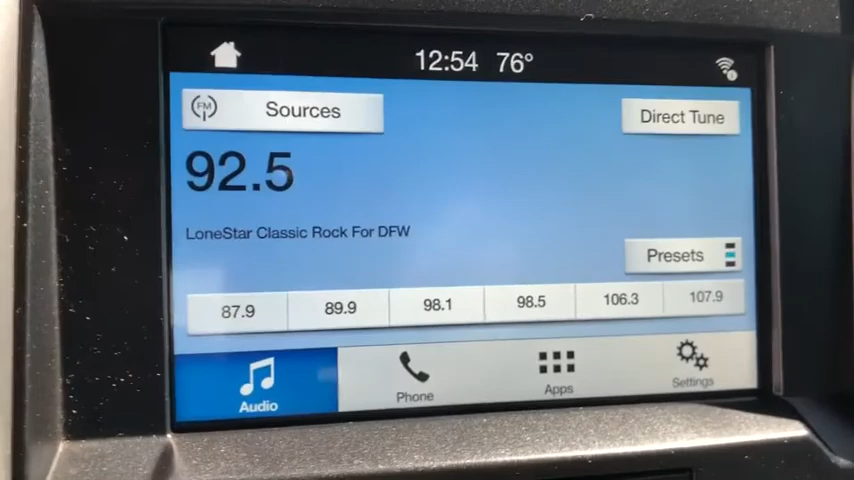 12:54 76°
FM Sources
Direct Tune
92.5
LoneStar Classic Rock For DFW
Presets
87.9 89.9 98.1 98.5 106.3 107.9
Audio Phone Apps Settings